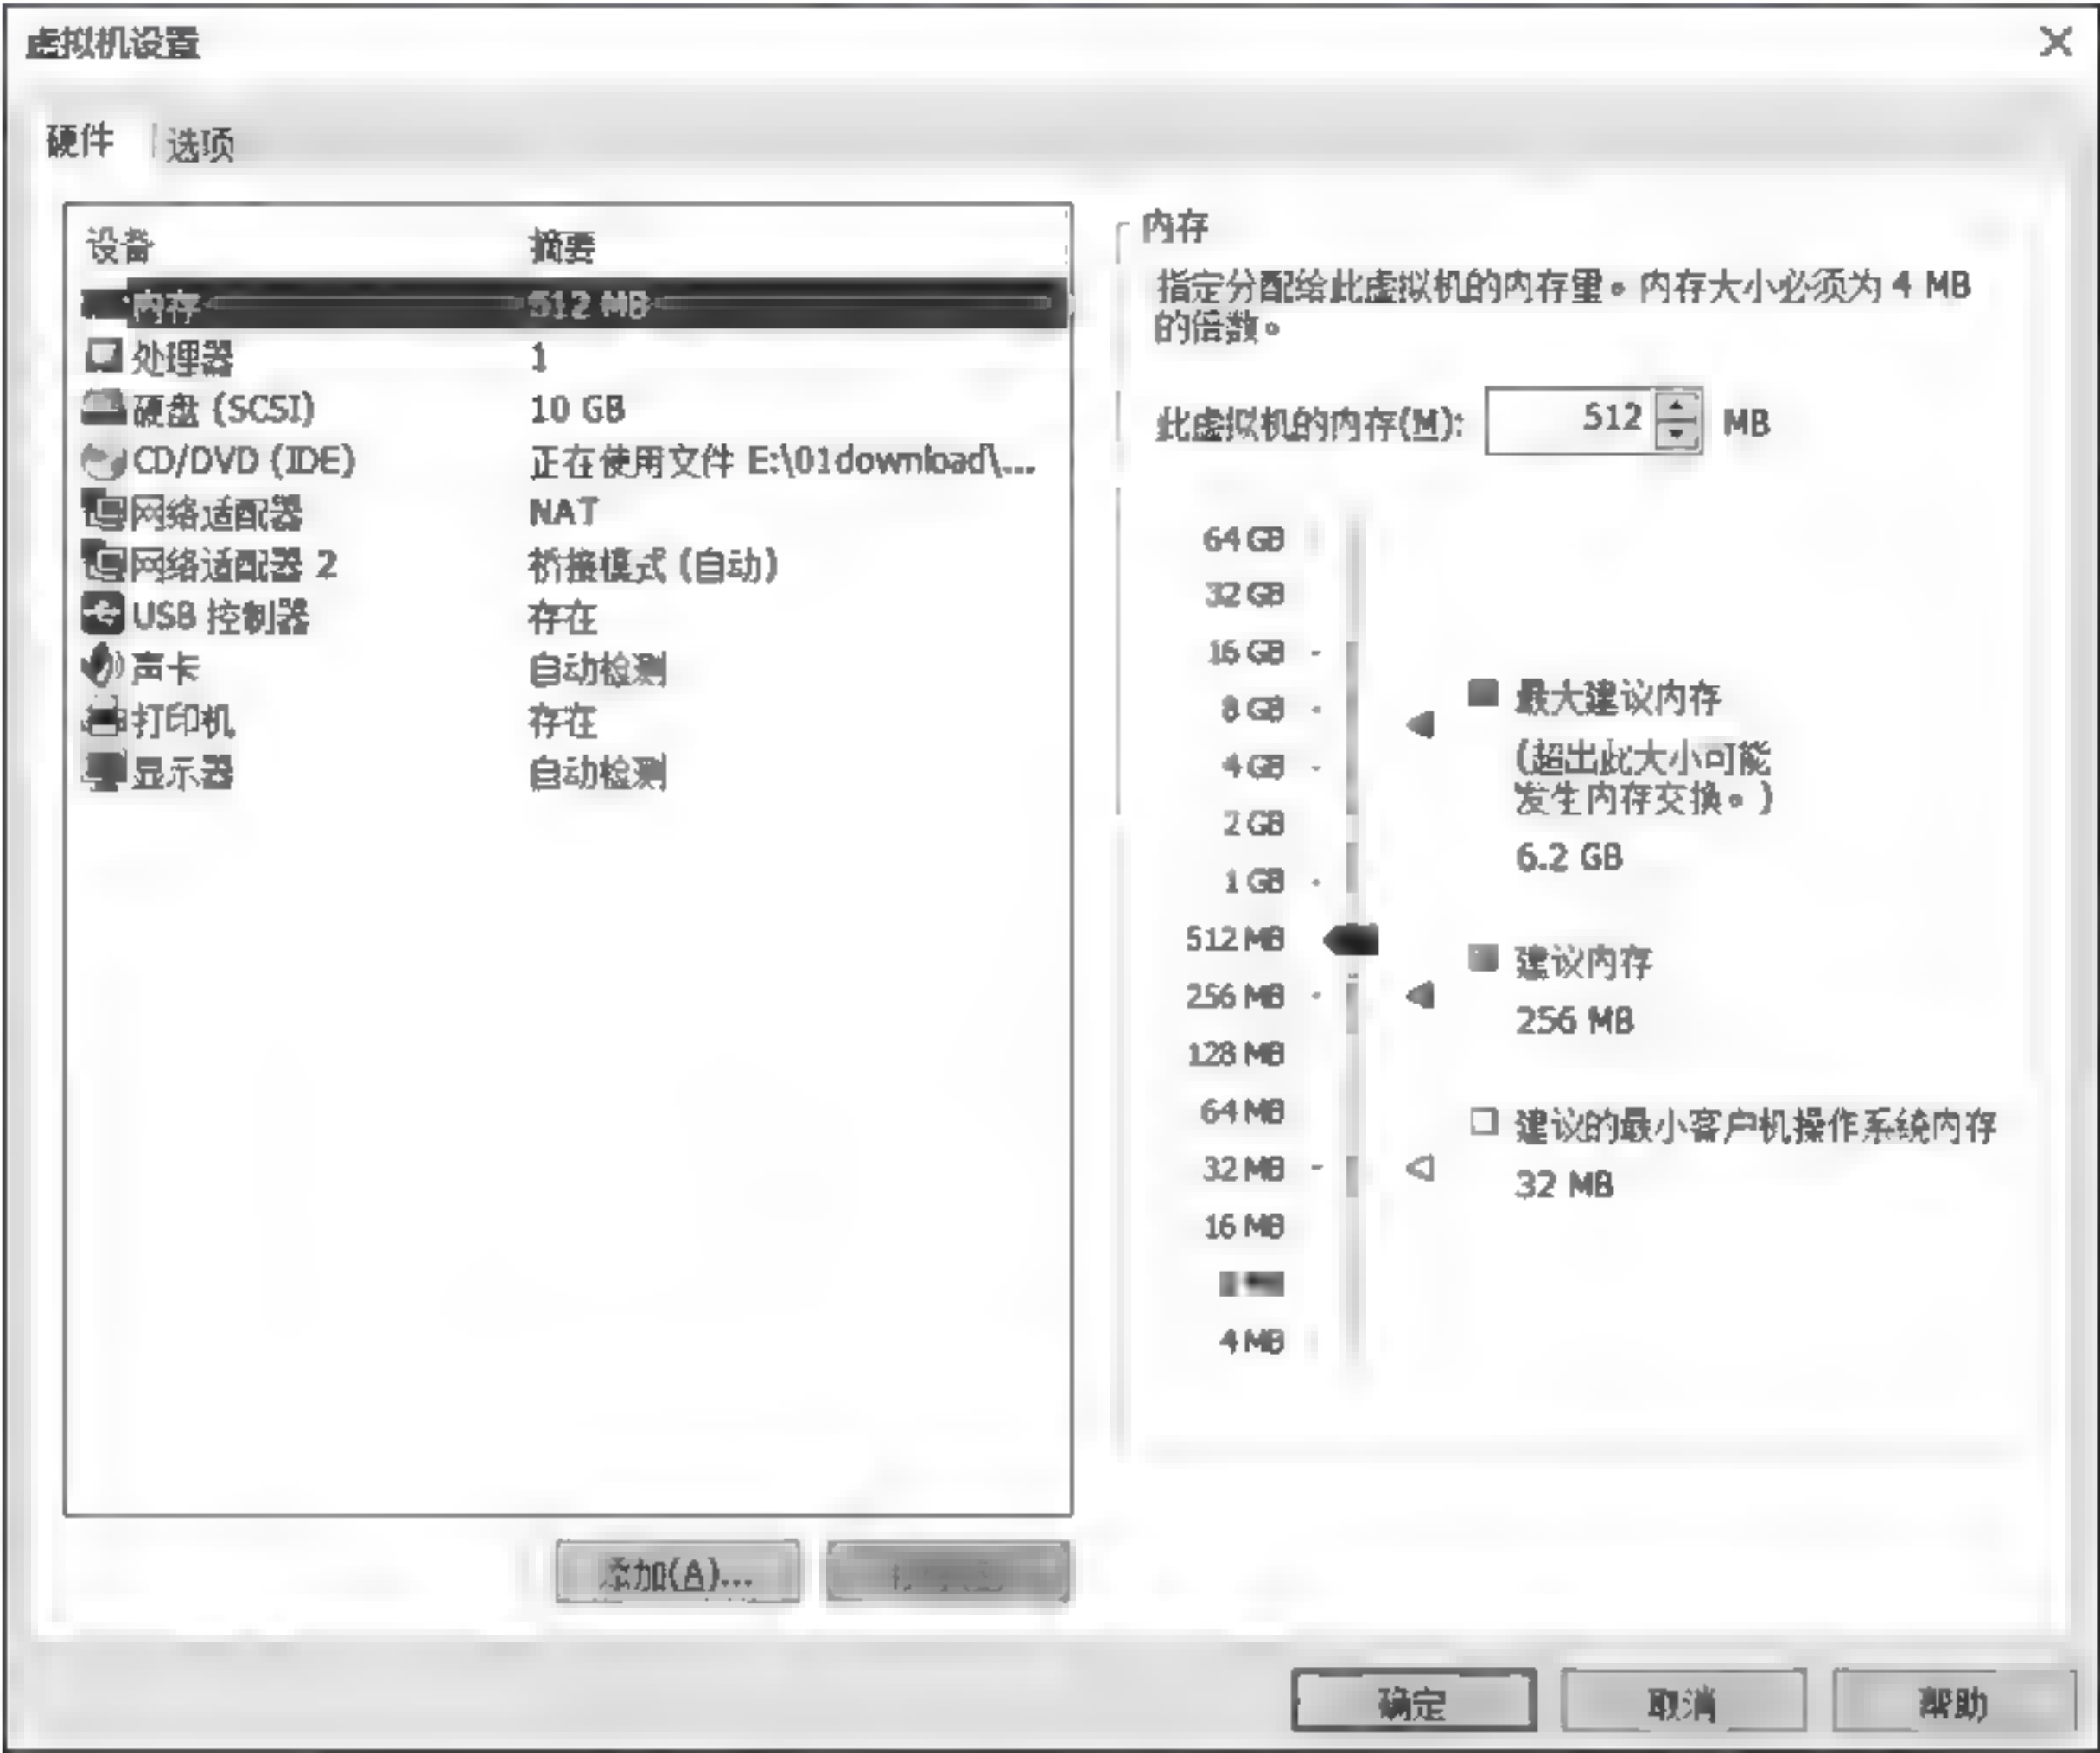 虚拟机设置
硬件 选项
设备 摘要
内存 512 MB
处理器 1
硬盘 (SCSI) 10 GB
CD/DVD (IDE) 正在使用文件 E:\01download\...
网络适配器 NAT
网络适配器 2 桥接模式 (自动)
USB 控制器 存在
声卡 自动检测
打印机 存在
显示器 自动检测
添加(A)...
内存
指定分配给此虚拟机的内存量。内存大小必须为 4 MB
的倍数。
此虚拟机的内存(M): 512 MB
64 GB
32 GB
16 GB
8 GB
4 GB
2 GB
1 GB
512 MB
256 MB
128 MB
64 MB
32 MB
16 MB
4 MB
最大建议内存
(超出此大小可能
发生内存交换。)
6.2 GB
建议内存
256 MB
建议的最小客户机操作系统内存
32 MB
确定 取消 帮助